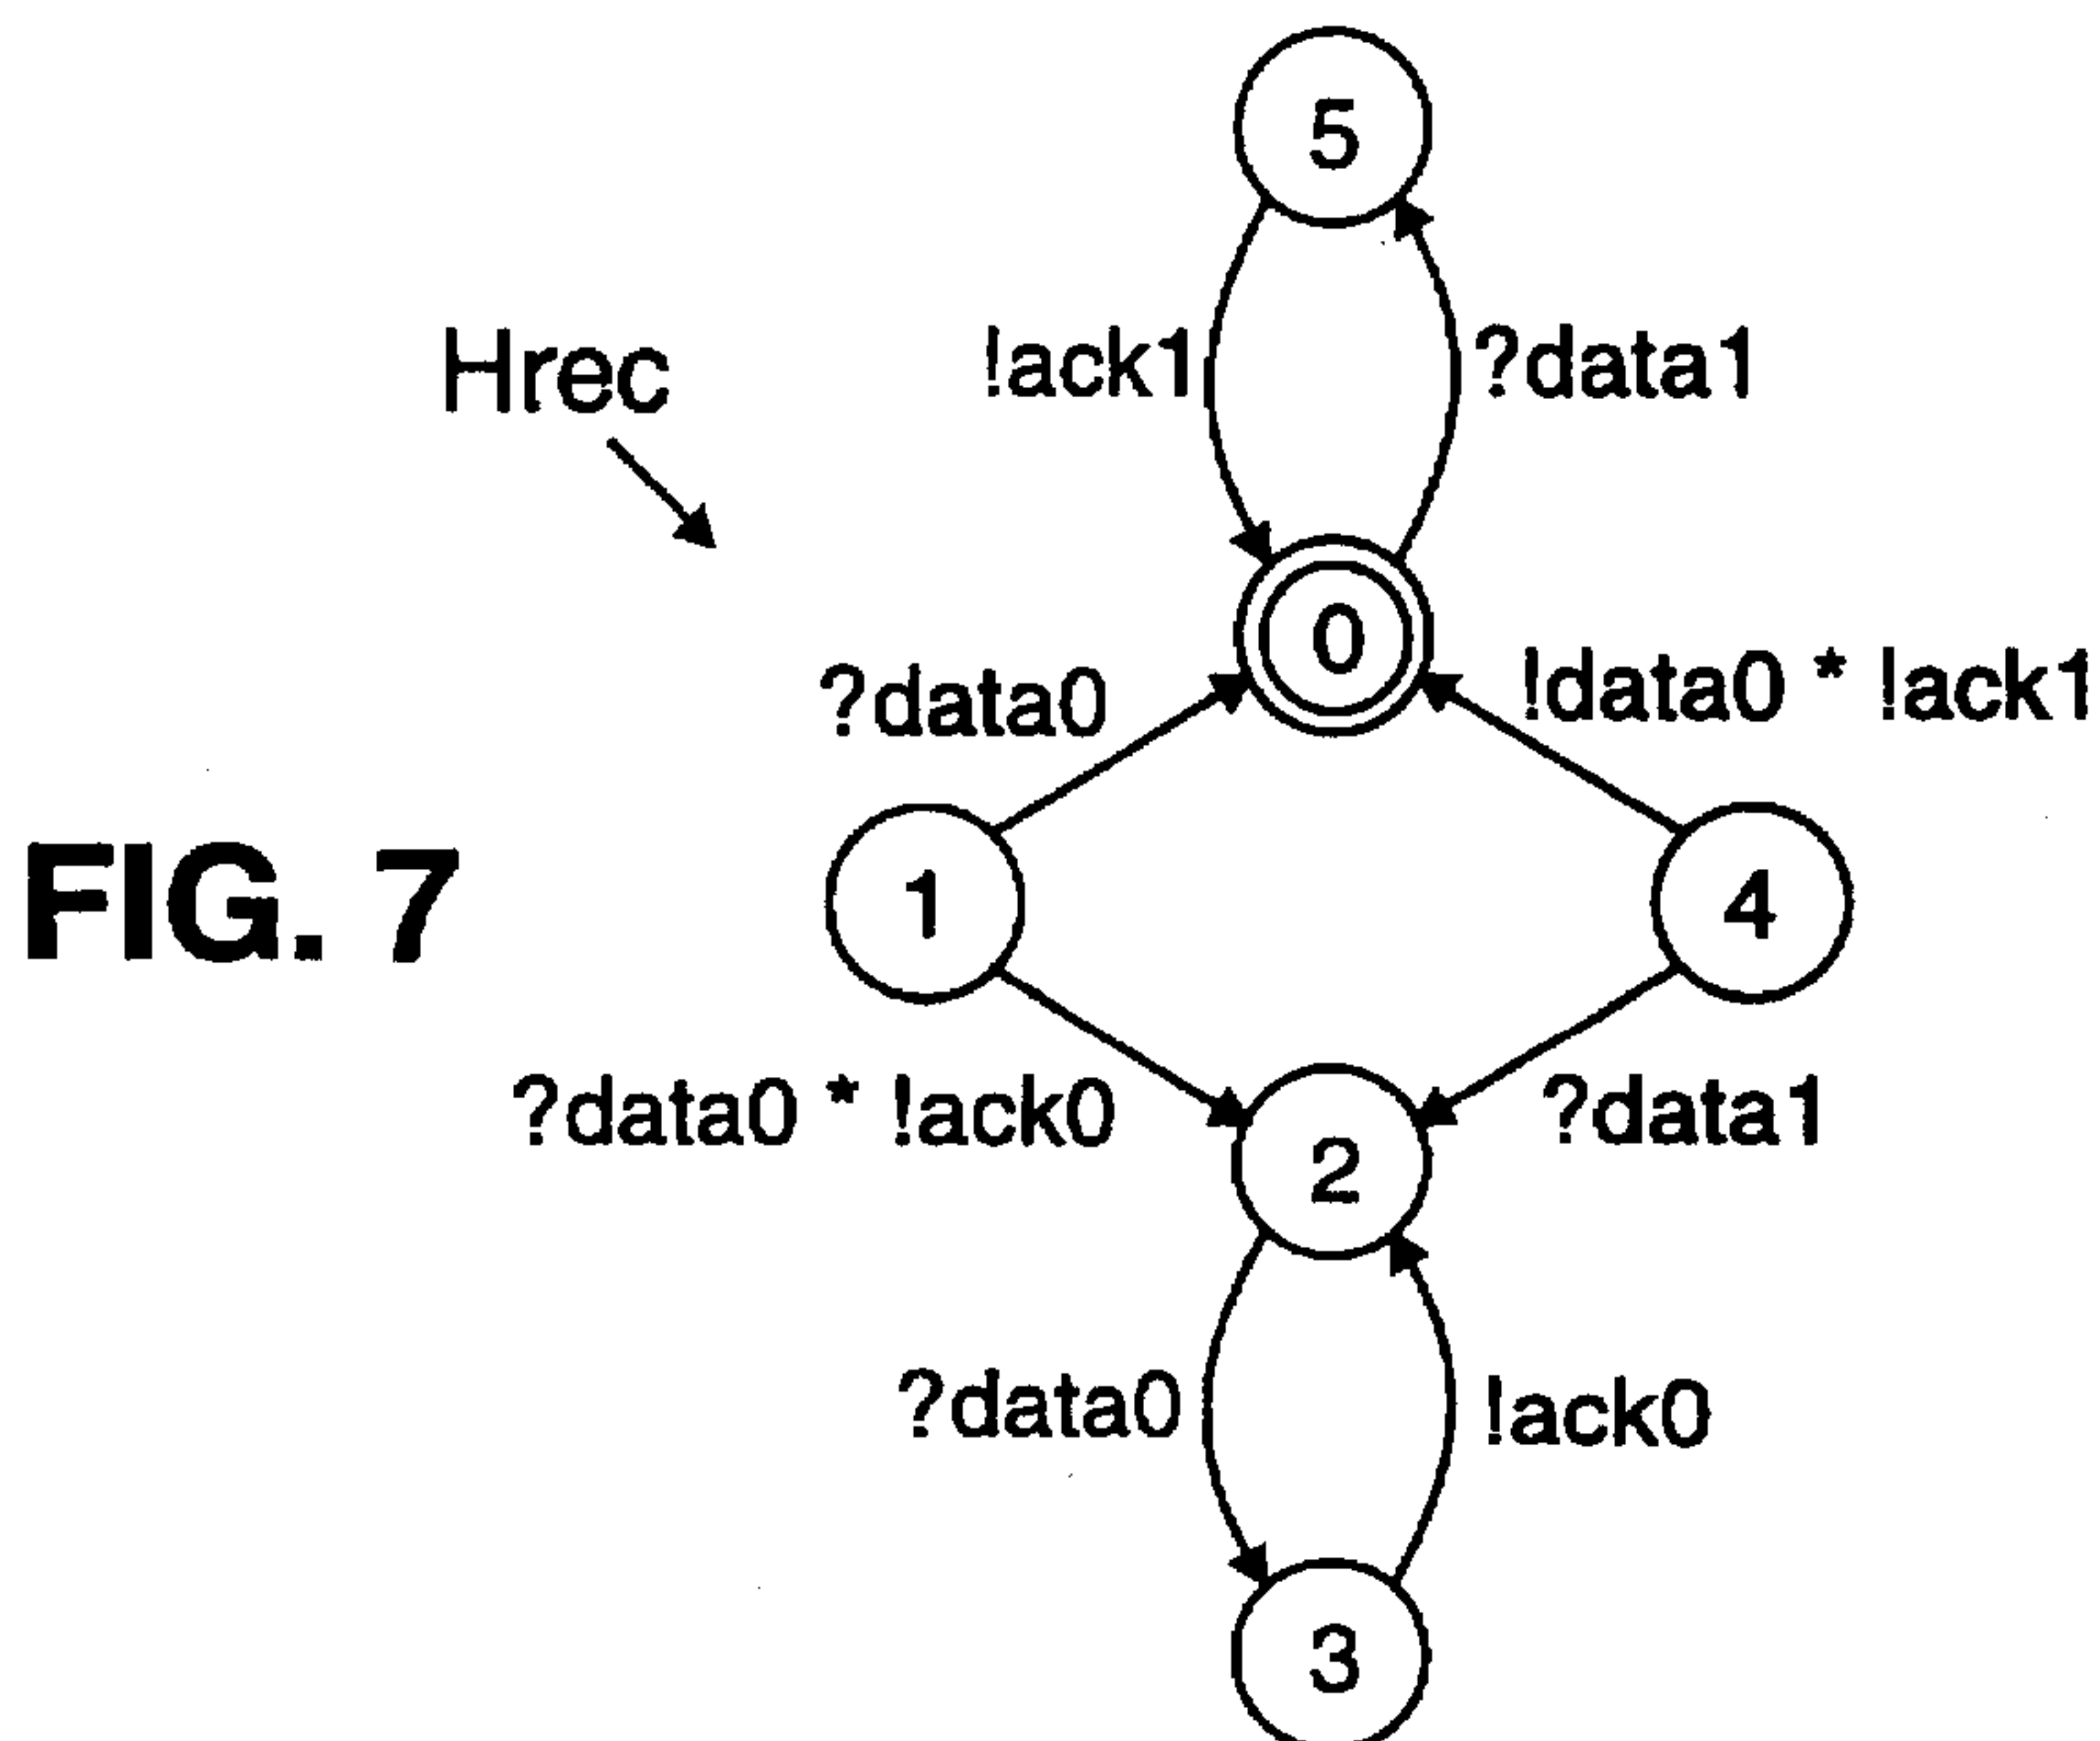 5
Hrec
!ack1
?data1
0
?data0
!data0 * !ack1
FIG. 7
1
4
?data0 * !ack0
?data1
2
?data0
!ack0
3